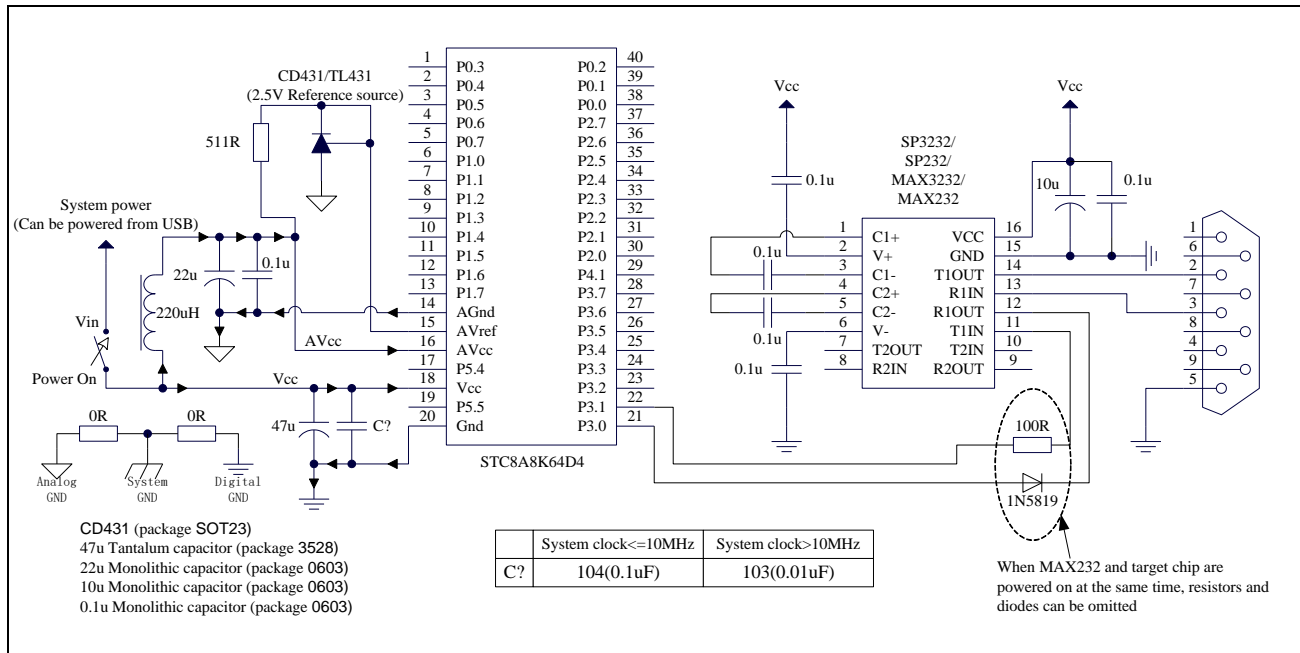 CD431/TL431
(2.5V Reference source)
511R
System power
(Can be powered from USB)
22u
0.1u
220uH
Vin
Power On
AVcc
Vcc
47u
C?
0R
0R
Analog
GND
System
GND
Digital
GND
1 P0.3 P0.2 40
2 P0.4 P0.1 39
3 P0.5 P0.0 38
4 P0.6 P2.7 37
5 P0.7 P2.6 36
6 P1.0 P2.5 35
7 P1.1 P2.4 34
8 P1.2 P2.3 33
9 P1.3 P2.2 32
10 P1.4 P2.1 31
11 P1.5 P2.0 30
12 P1.6 P4.1 29
13 P1.7 P3.7 28
14 AGnd P3.6 27
15 AVref P3.5 26
16 AVcc P3.4 25
17 P5.4 P3.3 24
18 Vcc P3.2 23
19 P5.5 P3.1 22
20 Gnd P3.0 21
STC8A8K64D4
Vcc
0.1u
0.1u
0.1u
0.1u
SP3232/
SP232/
MAX3232/
MAX232
1 C1+ VCC 16
2 V+ GND 15
3 C1- T1OUT 14
4 C2+ R1IN 13
5 C2- R1OUT 12
6 V- T1IN 11
7 T2OUT T2IN 10
8 R2IN R2OUT 9
Vcc
10u
0.1u
1
6
2
7
3
8
4
9
5
100R
1N5819
When MAX232 and target chip are
powered on at the same time, resistors and
diodes can be omitted
CD431 (package SOT23)
47u Tantalum capacitor (package 3528)
22u Monolithic capacitor (package 0603)
10u Monolithic capacitor (package 0603)
0.1u Monolithic capacitor (package 0603)
System clock<=10MHz System clock>10MHz
C? 104(0.1uF) 103(0.01uF)